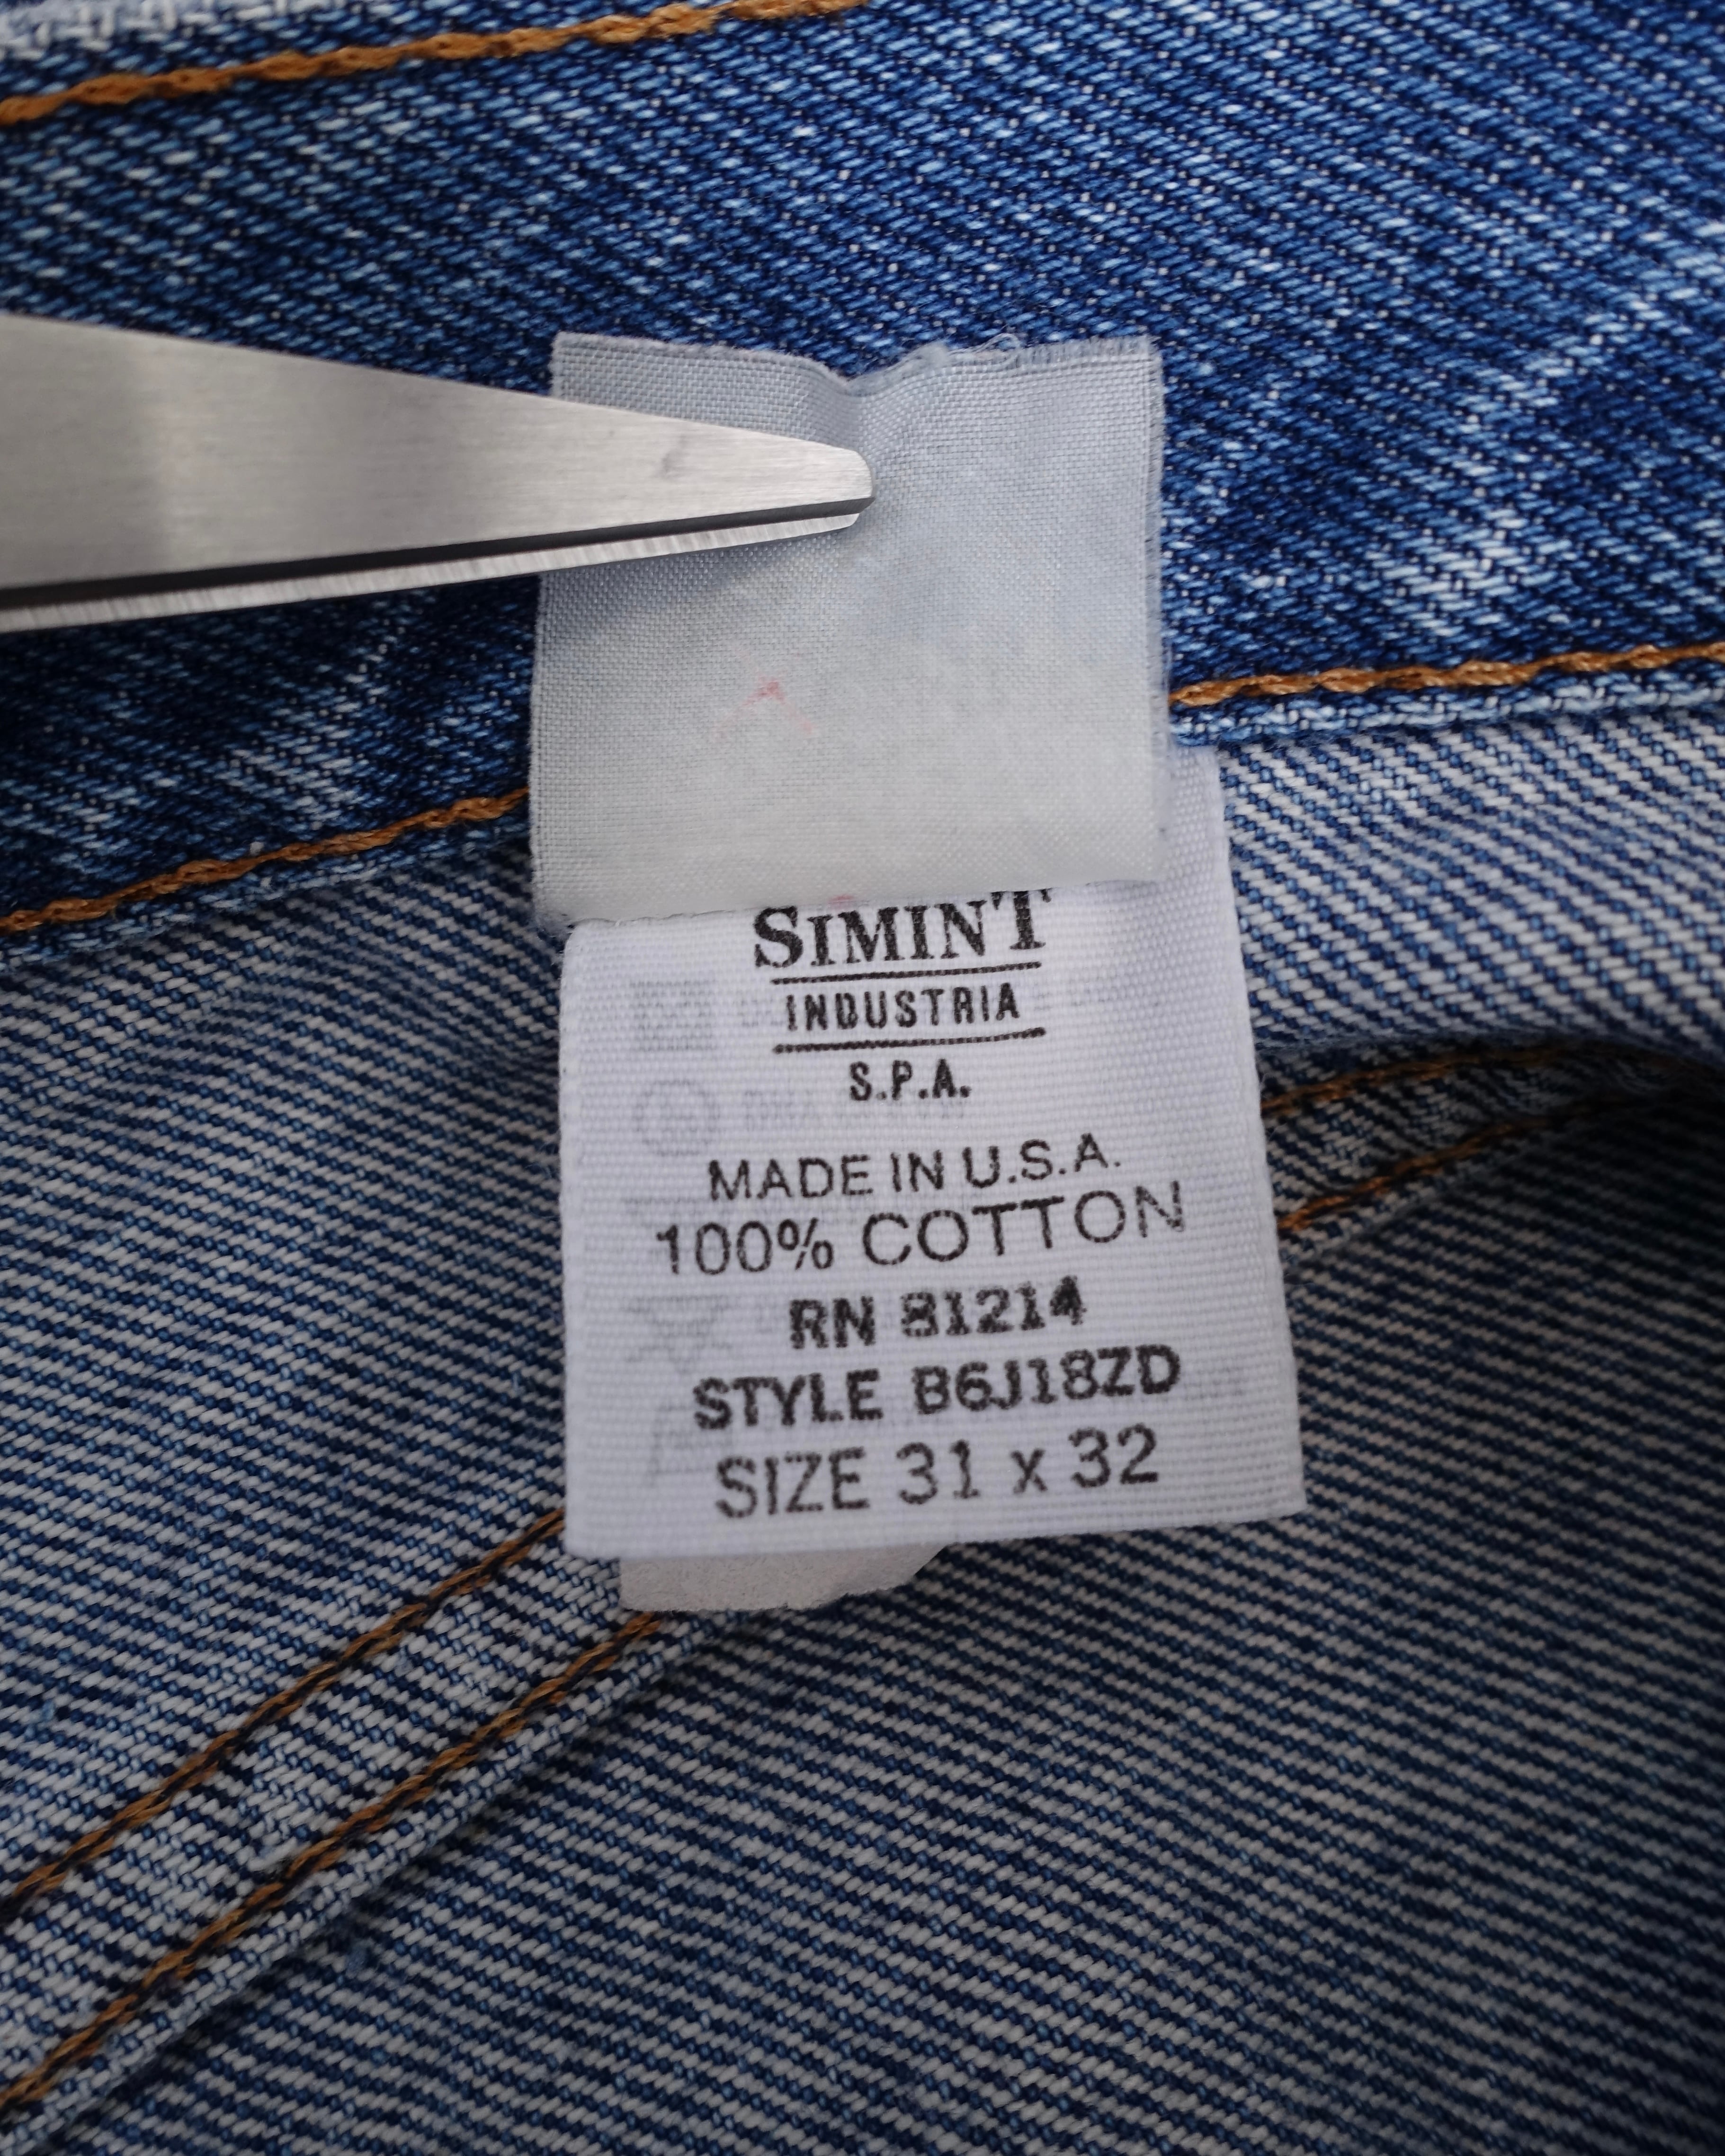 SIMINT
INDUSTRIA
S.P.A.
MADE IN U.S.A.
100% COTTON
RN 81214
STYLE B6J18ZD
SIZE 31 x 32